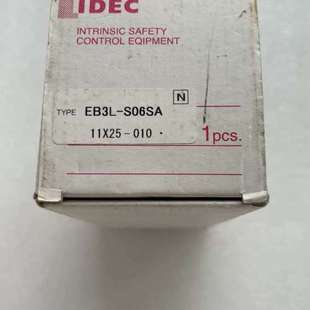 IDEC
INTRINSIC SAFETY
CONTROL EQIPMENT
N
TYPE EB3L-S06SA
11X25-010 · 1pcs.